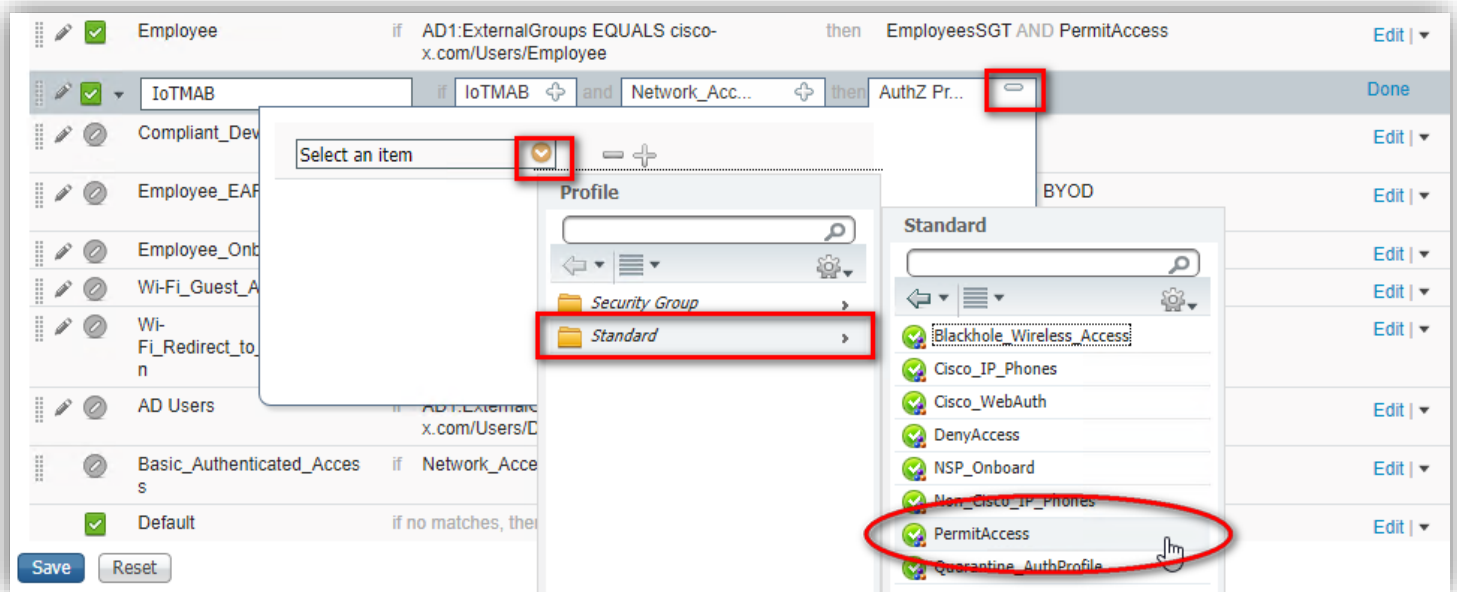 Employee if AD1:ExternalGroups EQUALS cisco- then EmployeesSGT AND PermitAccess Edit |
x.com/Users/Employee
IoTMAB if IoTMAB and Network_Acc... then AuthZ Pr... Done
Compliant_Dev Edit |
Select an item
Profile
Employee_EAP BYOD Edit |
Standard
Employee_Onb Edit |
Wi-Fi_Guest_A Edit |
Security Group
Wi- Edit |
Fi_Redirect_to_
n
Standard
Blackhole_Wireless_Access
Cisco_IP_Phones
Cisco_WebAuth
AD Users if AD1:ExternalG Edit |
x.com/Users/D
DenyAccess
Basic_Authenticated_Acces if Network_Acce Edit |
s
NSP_Onboard
Non_Cisco_IP_Phones
Default if no matches, then Edit |
PermitAccess
Quarantine_AuthProfile
Save Reset